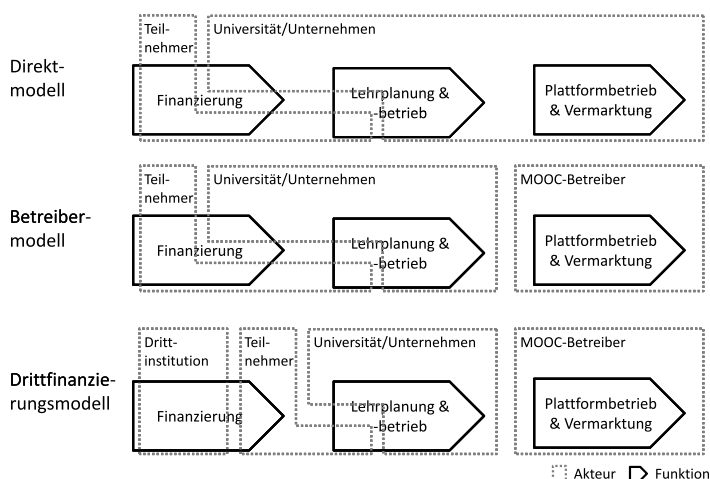 Teil-
nehmer
Universität/Unternehmen
Direkt-
modell
Finanzierung
Lehrplanung &
-betrieb
Plattformbetrieb
& Vermarktung
Teil-
nehmer
Universität/Unternehmen
MOOC-Betreiber
Betreiber-
modell
Finanzierung
Lehrplanung &
-betrieb
Plattformbetrieb
& Vermarktung
Dritt-
institution
Teil-
nehmer
Universität/Unternehmen
MOOC-Betreiber
Drittfinanzie-
rungsmodell
Finanzierung
Lehrplanung &
-betrieb
Plattformbetrieb
& Vermarktung
Akteur
Funktion